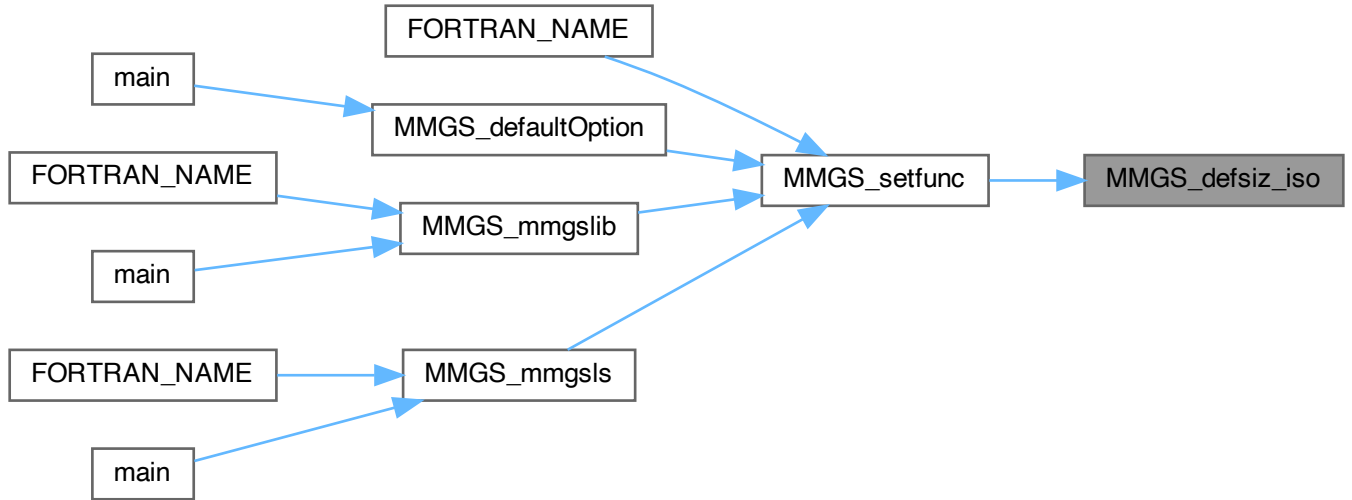 FORTRAN_NAME
main
MMGS_defaultOption
FORTRAN_NAME
MMGS_setfunc
MMGS_defsiz_iso
MMGS_mmgslib
main
FORTRAN_NAME
MMGS_mmgsls
main